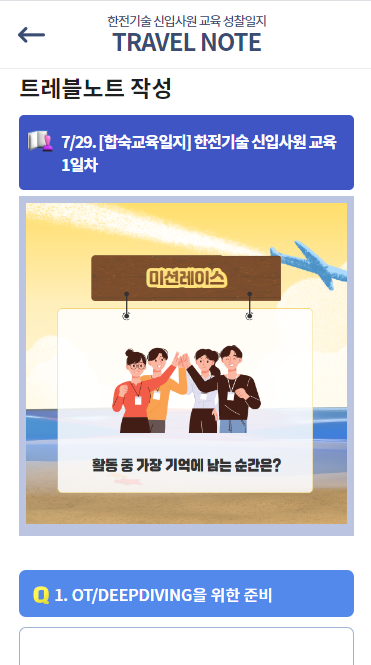 한전기술 신입사원 교육 성찰일지
TRAVEL NOTE
트레블노트 작성
7/29. [합숙교육일지] 한전기술 신입사원 교육
1일차
미션레이스
활동 중 가장 기억에 남는 순간은?
Q 1. OT/DEEPDIVING을 위한 준비